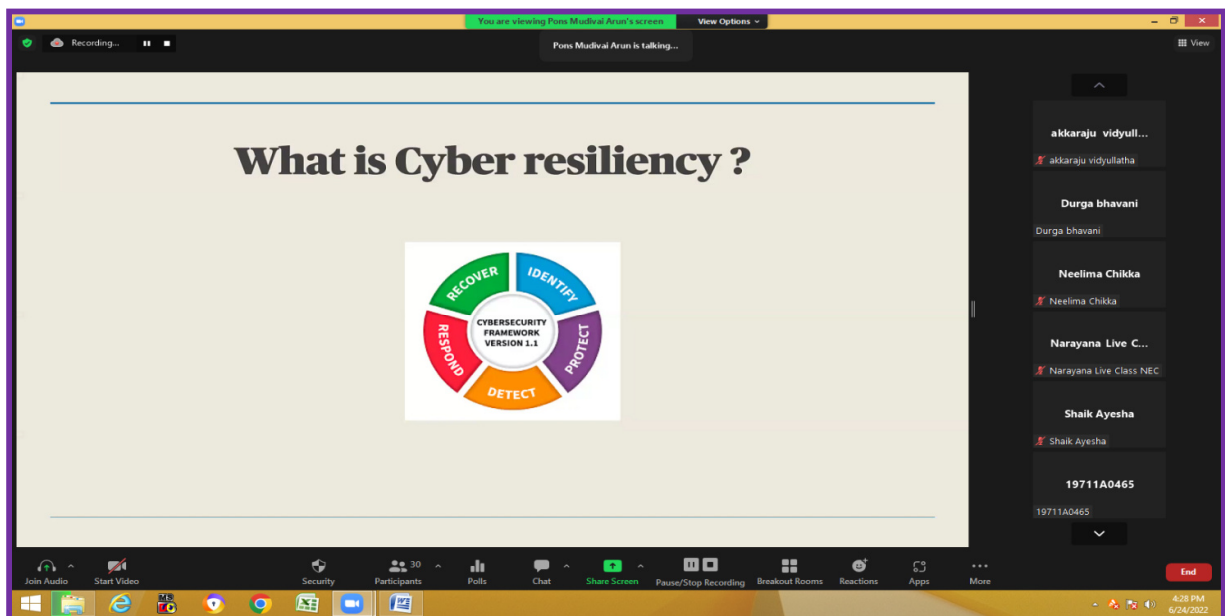 You are viewing Pons Mudivai Arun's screen
View Options
Recording...
Pons Mudivai Arun is talking...
View
What is Cyber resiliency ?
RECOVER
IDENTIFY
CYBERSECURITY
FRAMEWORK
VERSION 1.1
RESPOND
PROTECT
DETECT
akkaraju vidyull...
akkaraju vidyullatha
Durga bhavani
Durga bhavani
Neelima Chikka
Neelima Chikka
Narayana Live C...
Narayana Live Class NEC
Shaik Ayesha
Shaik Ayesha
19711A0465
19711A0465
Join Audio
Start Video
Security
30
Participants
Polls
Chat
Share Screen
Pause/Stop Recording
Breakout Rooms
Reactions
Apps
More
End
MS
4:28 PM
6/24/2022